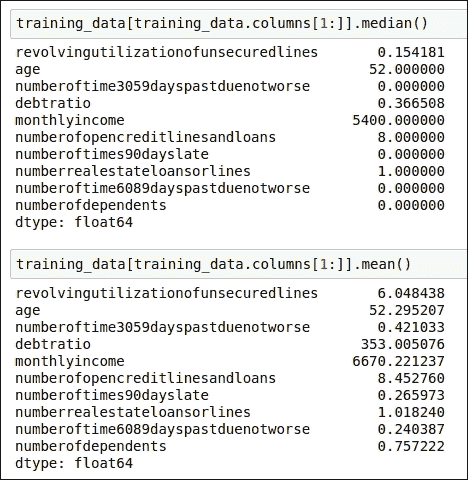 training_data[training_data.columns[1:]].median()
revolvingutilizationofunsecuredlines 0.154181
age 52.000000
numberoftime3059dayspastduenotworse 0.000000
debtratio 0.366508
monthlyincome 5400.000000
numberofopencreditlinesandloans 8.000000
numberoftimes90dayslate 0.000000
numberrealestateloansorlines 1.000000
numberoftime6089dayspastduenotworse 0.000000
numberofdependents 0.000000
dtype: float64
training_data[training_data.columns[1:]].mean()
revolvingutilizationofunsecuredlines 6.048438
age 52.295207
numberoftime3059dayspastduenotworse 0.421033
debtratio 353.005076
monthlyincome 6670.221237
numberofopencreditlinesandloans 8.452760
numberoftimes90dayslate 0.265973
numberrealestateloansorlines 1.018240
numberoftime6089dayspastduenotworse 0.240387
numberofdependents 0.757222
dtype: float64